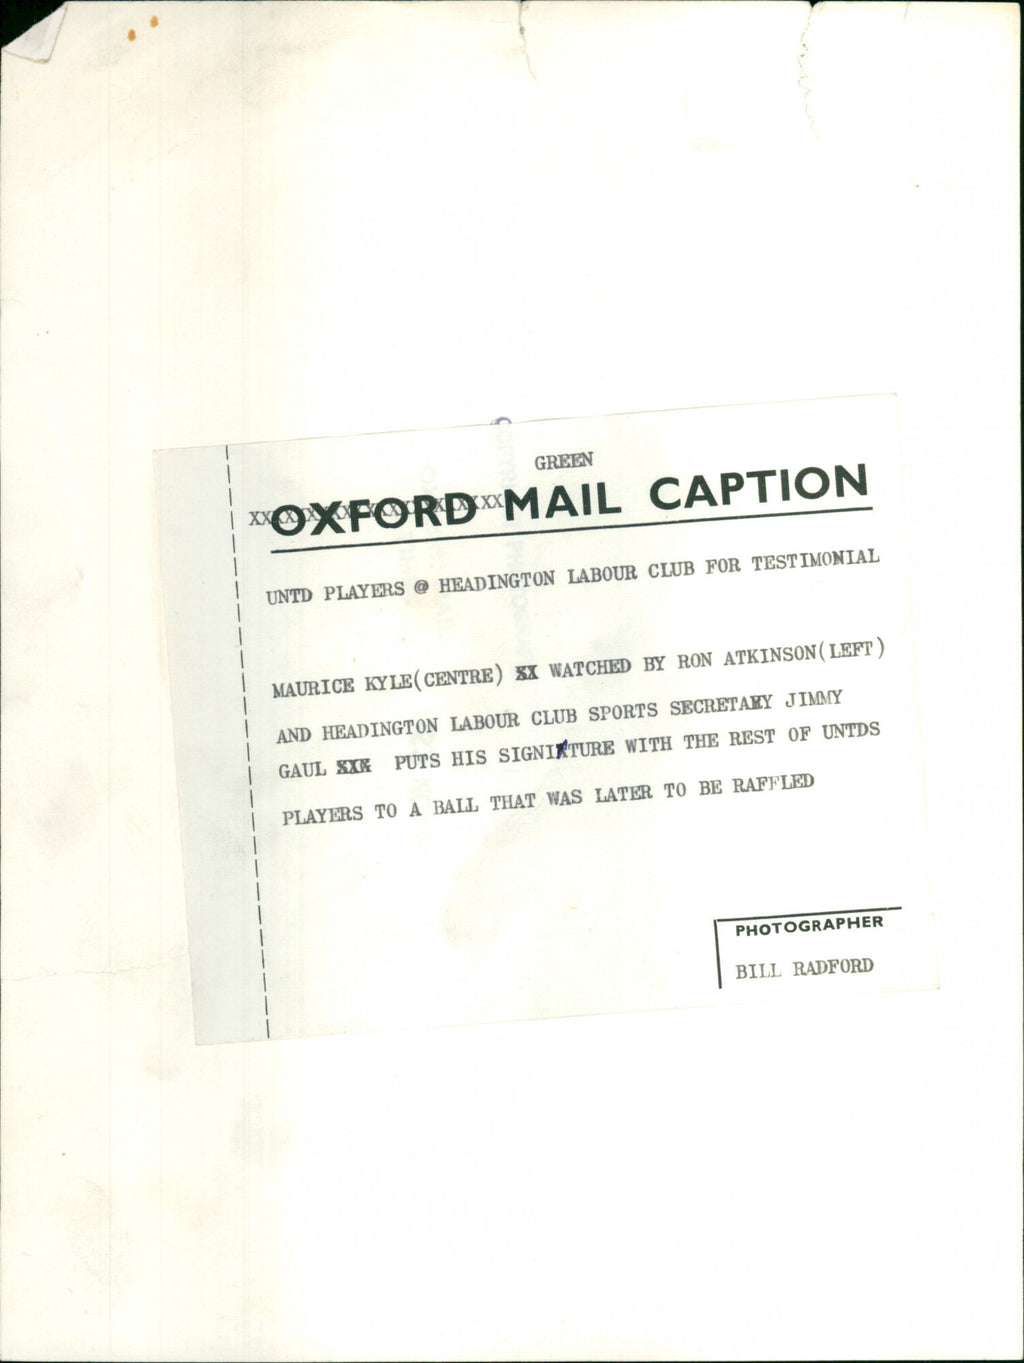 GREEN
XXXXXXXXXXXXXXXXXXXXX
OXFORD MAIL CAPTION
UNTD PLAYERS @ HEADINGTON LABOUR CLUB FOR TESTIMONIAL
MAURICE KYLE(CENTRE) XX WATCHED BY RON ATKINSON(LEFT)
AND HEADINGTON LABOUR CLUB SPORTS SECRETARY JIMMY
GAUL XXX PUTS HIS SIGNITURE WITH THE REST OF UNTDS
PLAYERS TO A BALL THAT WAS LATER TO BE RAFFLED
PHOTOGRAPHER
BILL RADFORD